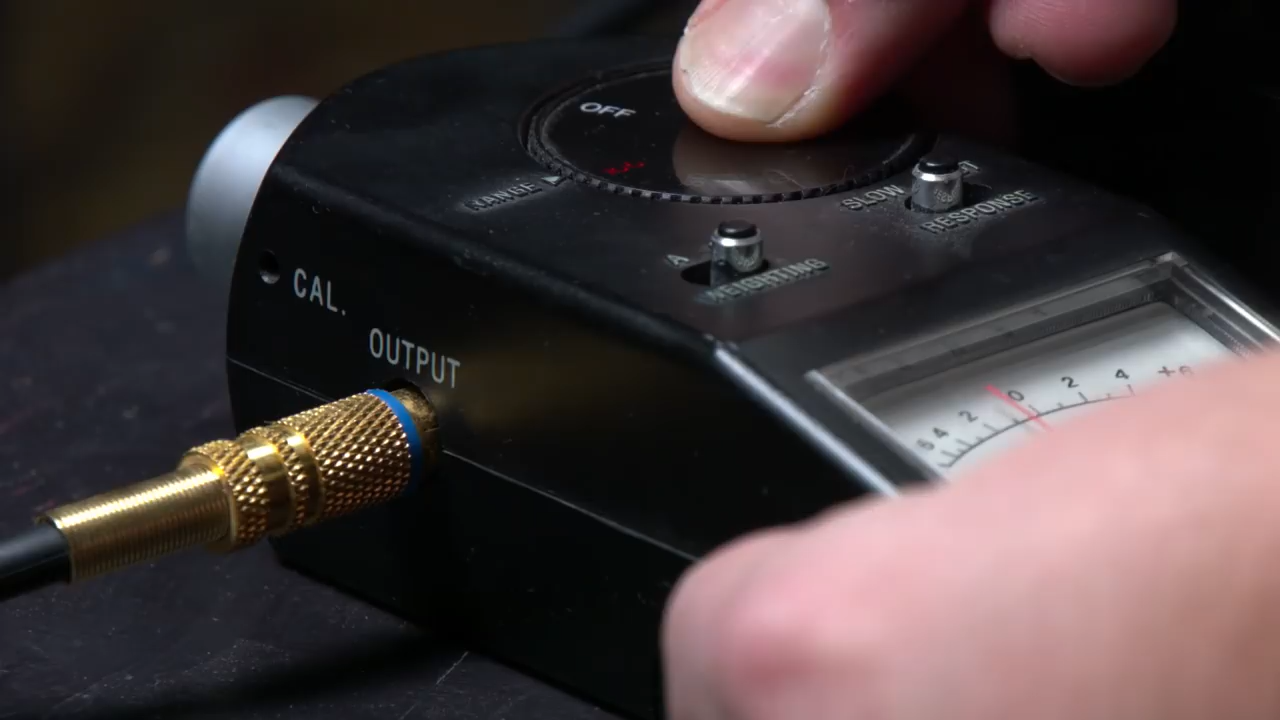 OFF
RANGE
SLOW
RESPONSE
A
WEIGHTING
CAL.
OUTPUT
4 2 0 2 4